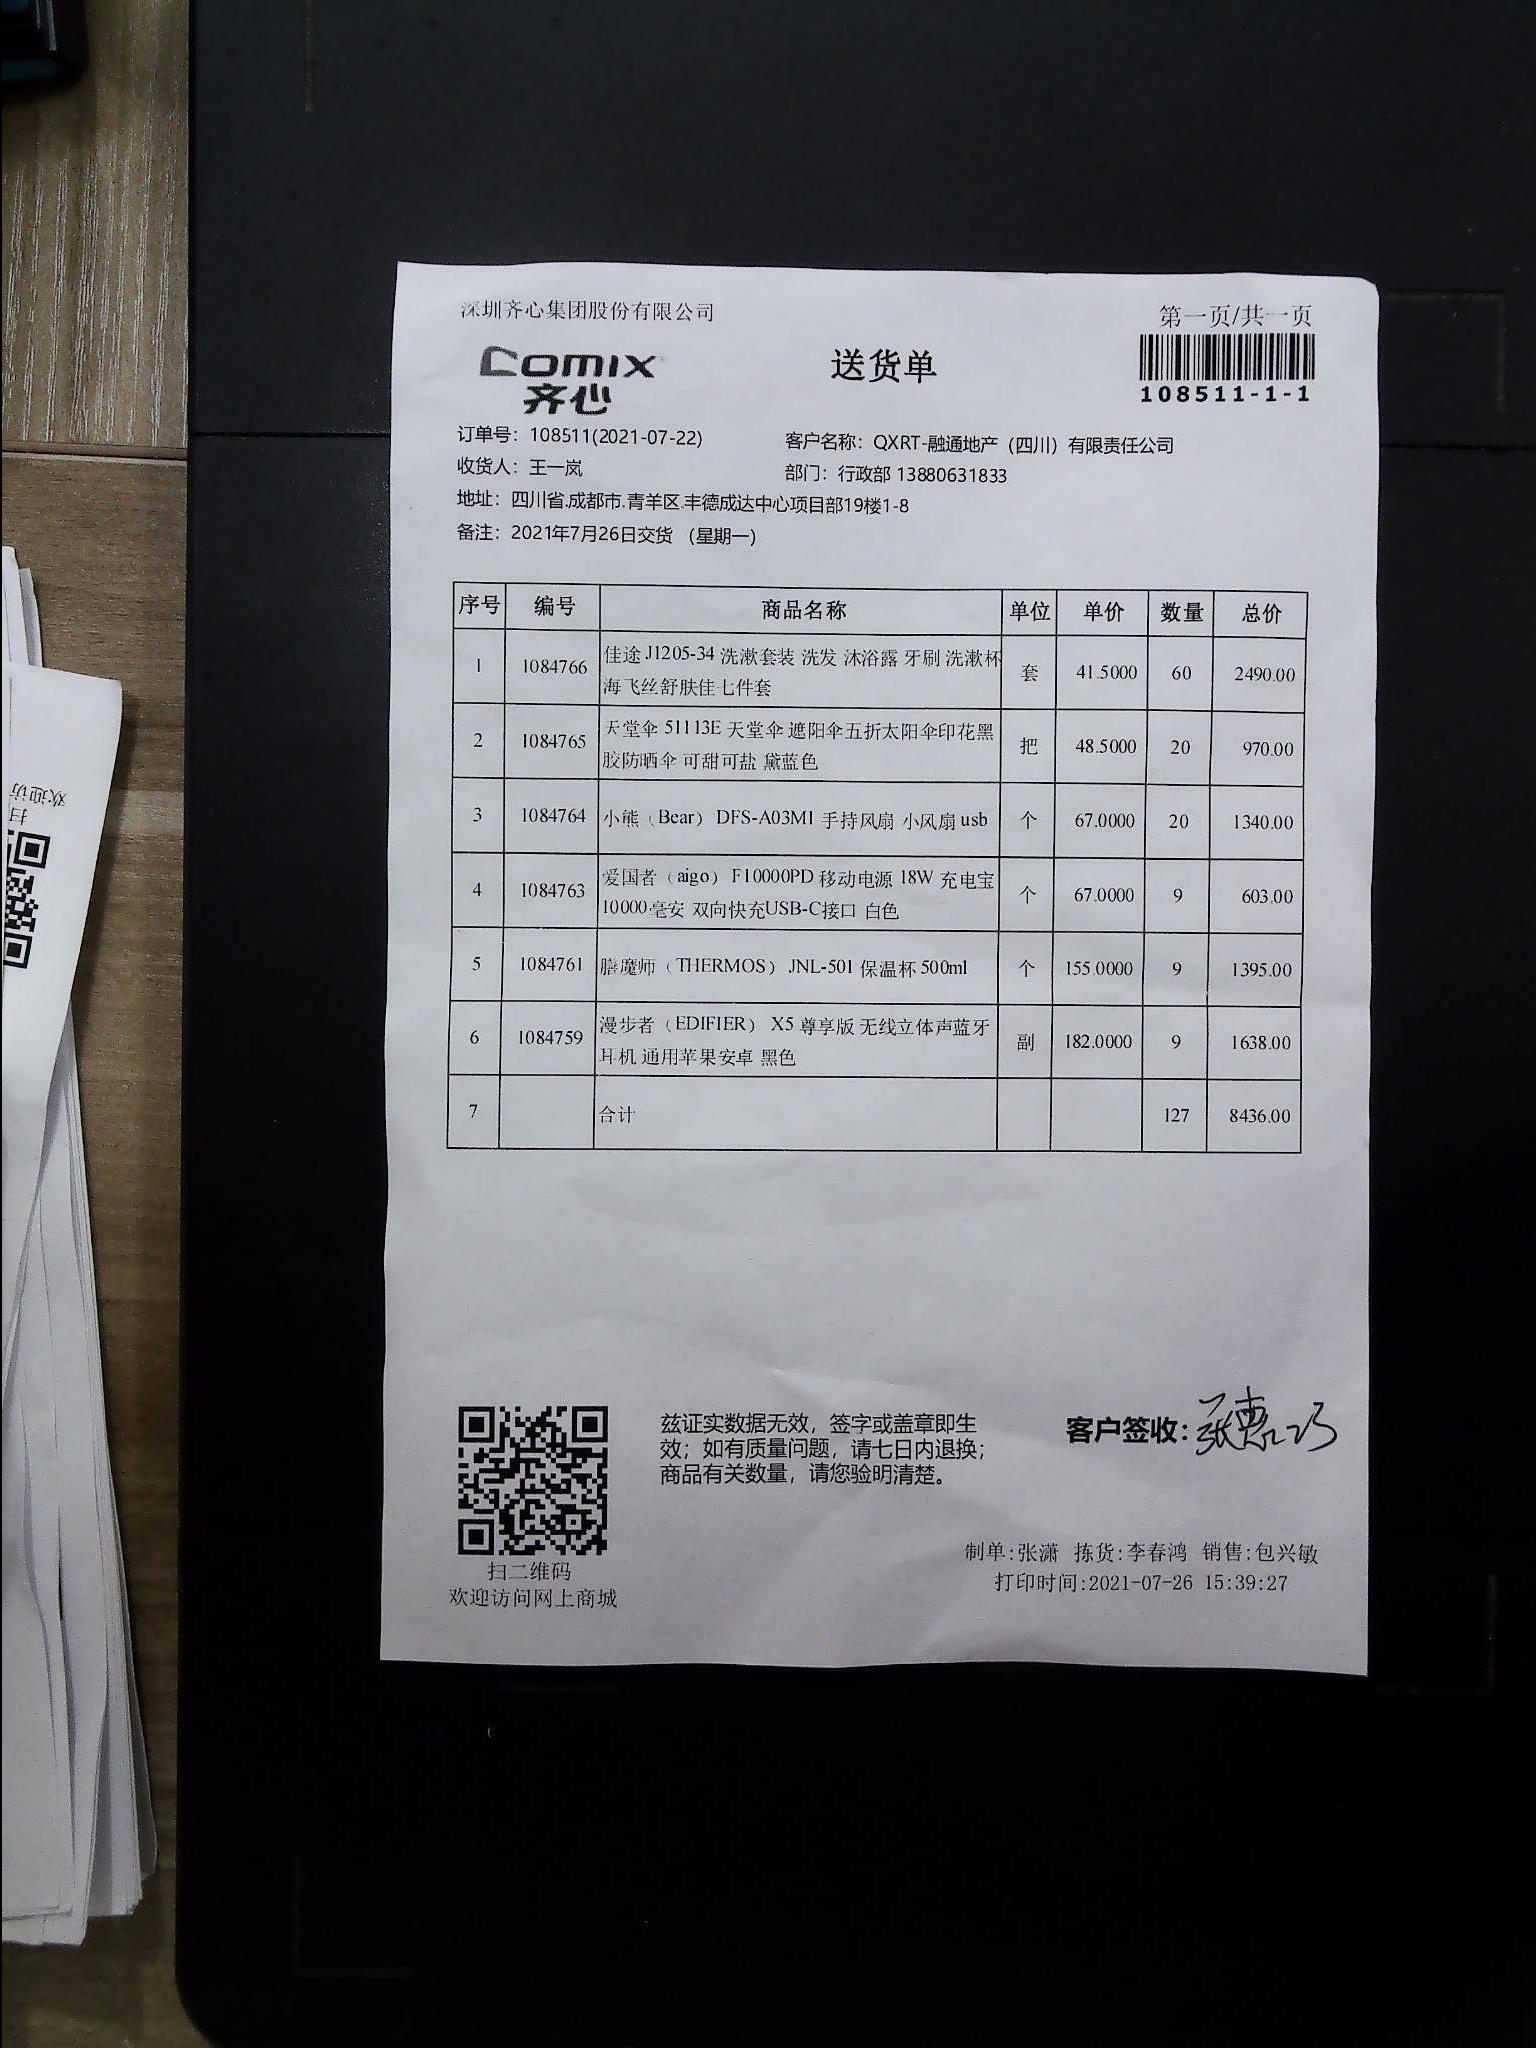 深圳齐心集团股份有限公司
第一页/共一页
comix
齐心
送货单
108511-1-1
订单号：108511(2021-07-22)
客户名称：QXRT-融通地产（四川）有限责任公司
收货人：王一岚
部门：行政部 13880631833
地址：四川省.成都市.青羊区.丰德成达中心项目部19楼1-8
备注：2021年7月26日交货 （星期一）
序号 编号 商品名称 单位 单价 数量 总价
1 1084766 佳途 J1205-34 洗漱套装 洗发 沐浴露 牙刷 洗漱杯 套 41.5000 60 2490.00
海飞丝舒肤佳七件套
2 1084765 天堂伞 51113E 天堂伞 遮阳伞五折太阳伞印花黑 把 48.5000 20 970.00
胶防晒伞 可甜可盐 黛蓝色
3 1084764 小熊（Bear） DFS-A03M1 手持风扇 小风扇 usb 个 67.0000 20 1340.00
4 1084763 爱国者（aigo） F10000PD 移动电源 18W 充电宝 个 67.0000 9 603.00
10000毫安 双向快充USB-C接口 白色
5 1084761 膳魔师（THERMOS） JNL-501 保温杯 500ml 个 155.0000 9 1395.00
6 1084759 漫步者（EDIFIER） X5 尊享版 无线立体声蓝牙 副 182.0000 9 1638.00
耳机 通用苹果安卓 黑色
7 合计 127 8436.00
兹证实数据无效，签字或盖章即生
效；如有质量问题，请七日内退换；
商品有关数量，请您验明清楚。
客户签收：张惠巧
扫二维码
欢迎访问网上商城
制单:张潇 拣货:李春鸿 销售:包兴敏
打印时间:2021-07-26 15:39:27
欢迎访
扫